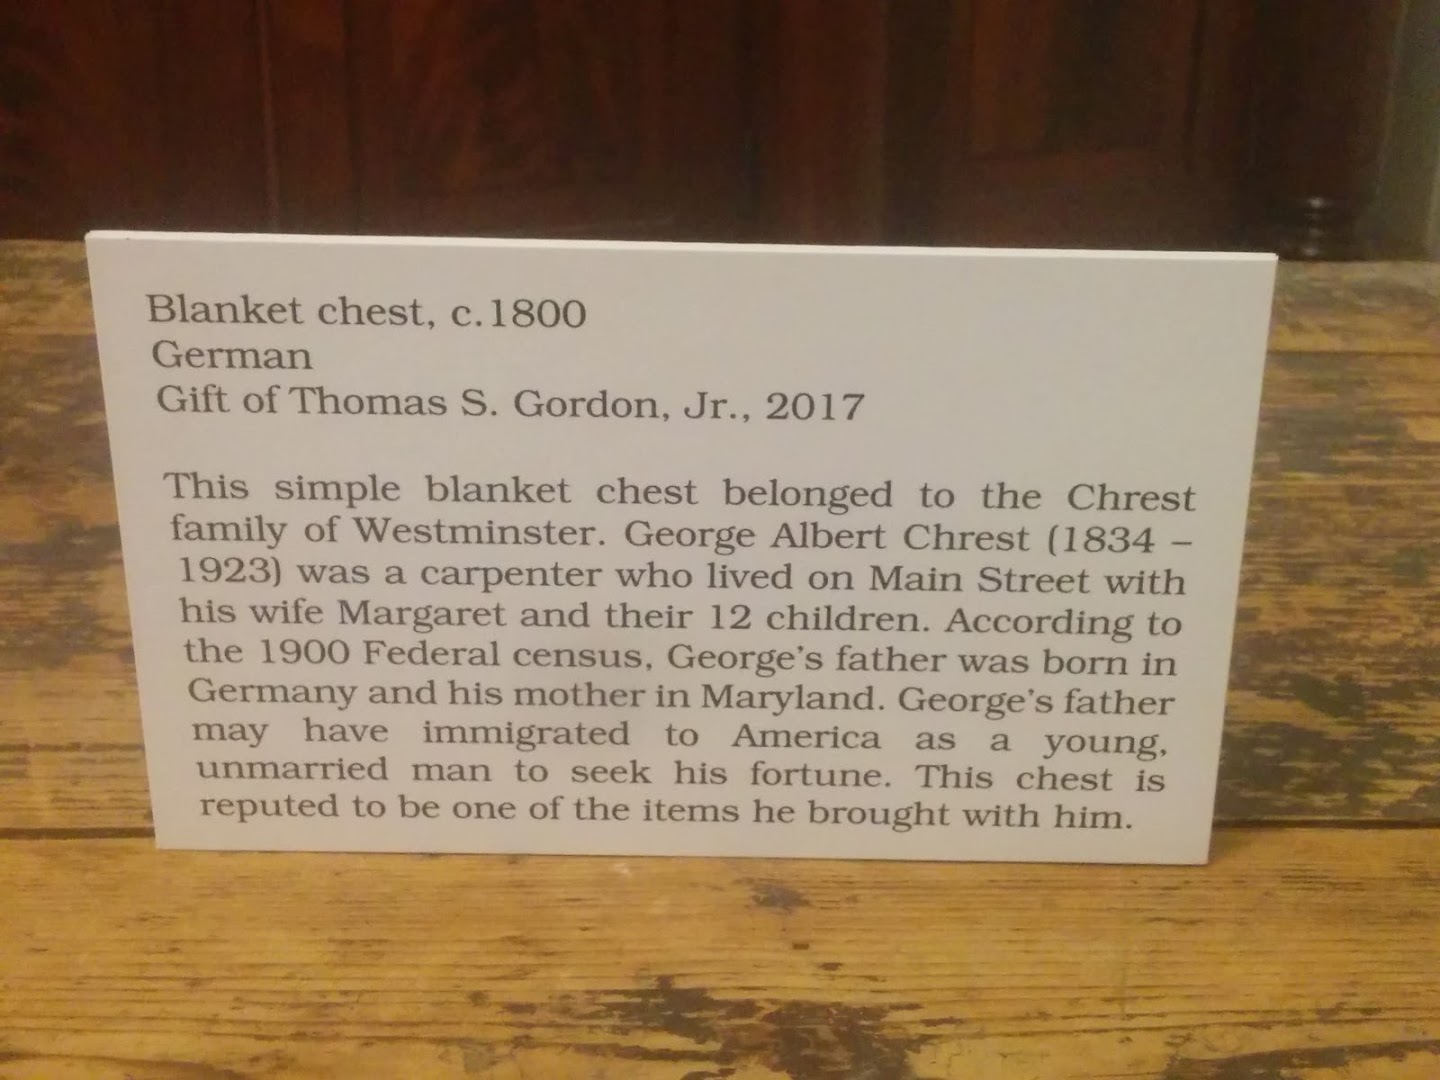 Blanket chest, c.1800
German
Gift of Thomas S. Gordon, Jr., 2017
This simple blanket chest belonged to the Chrest
family of Westminster. George Albert Chrest (1834 –
1923) was a carpenter who lived on Main Street with
his wife Margaret and their 12 children. According to
the 1900 Federal census, George's father was born in
Germany and his mother in Maryland. George's father
may have immigrated to America as a young,
unmarried man to seek his fortune. This chest is
reputed to be one of the items he brought with him.